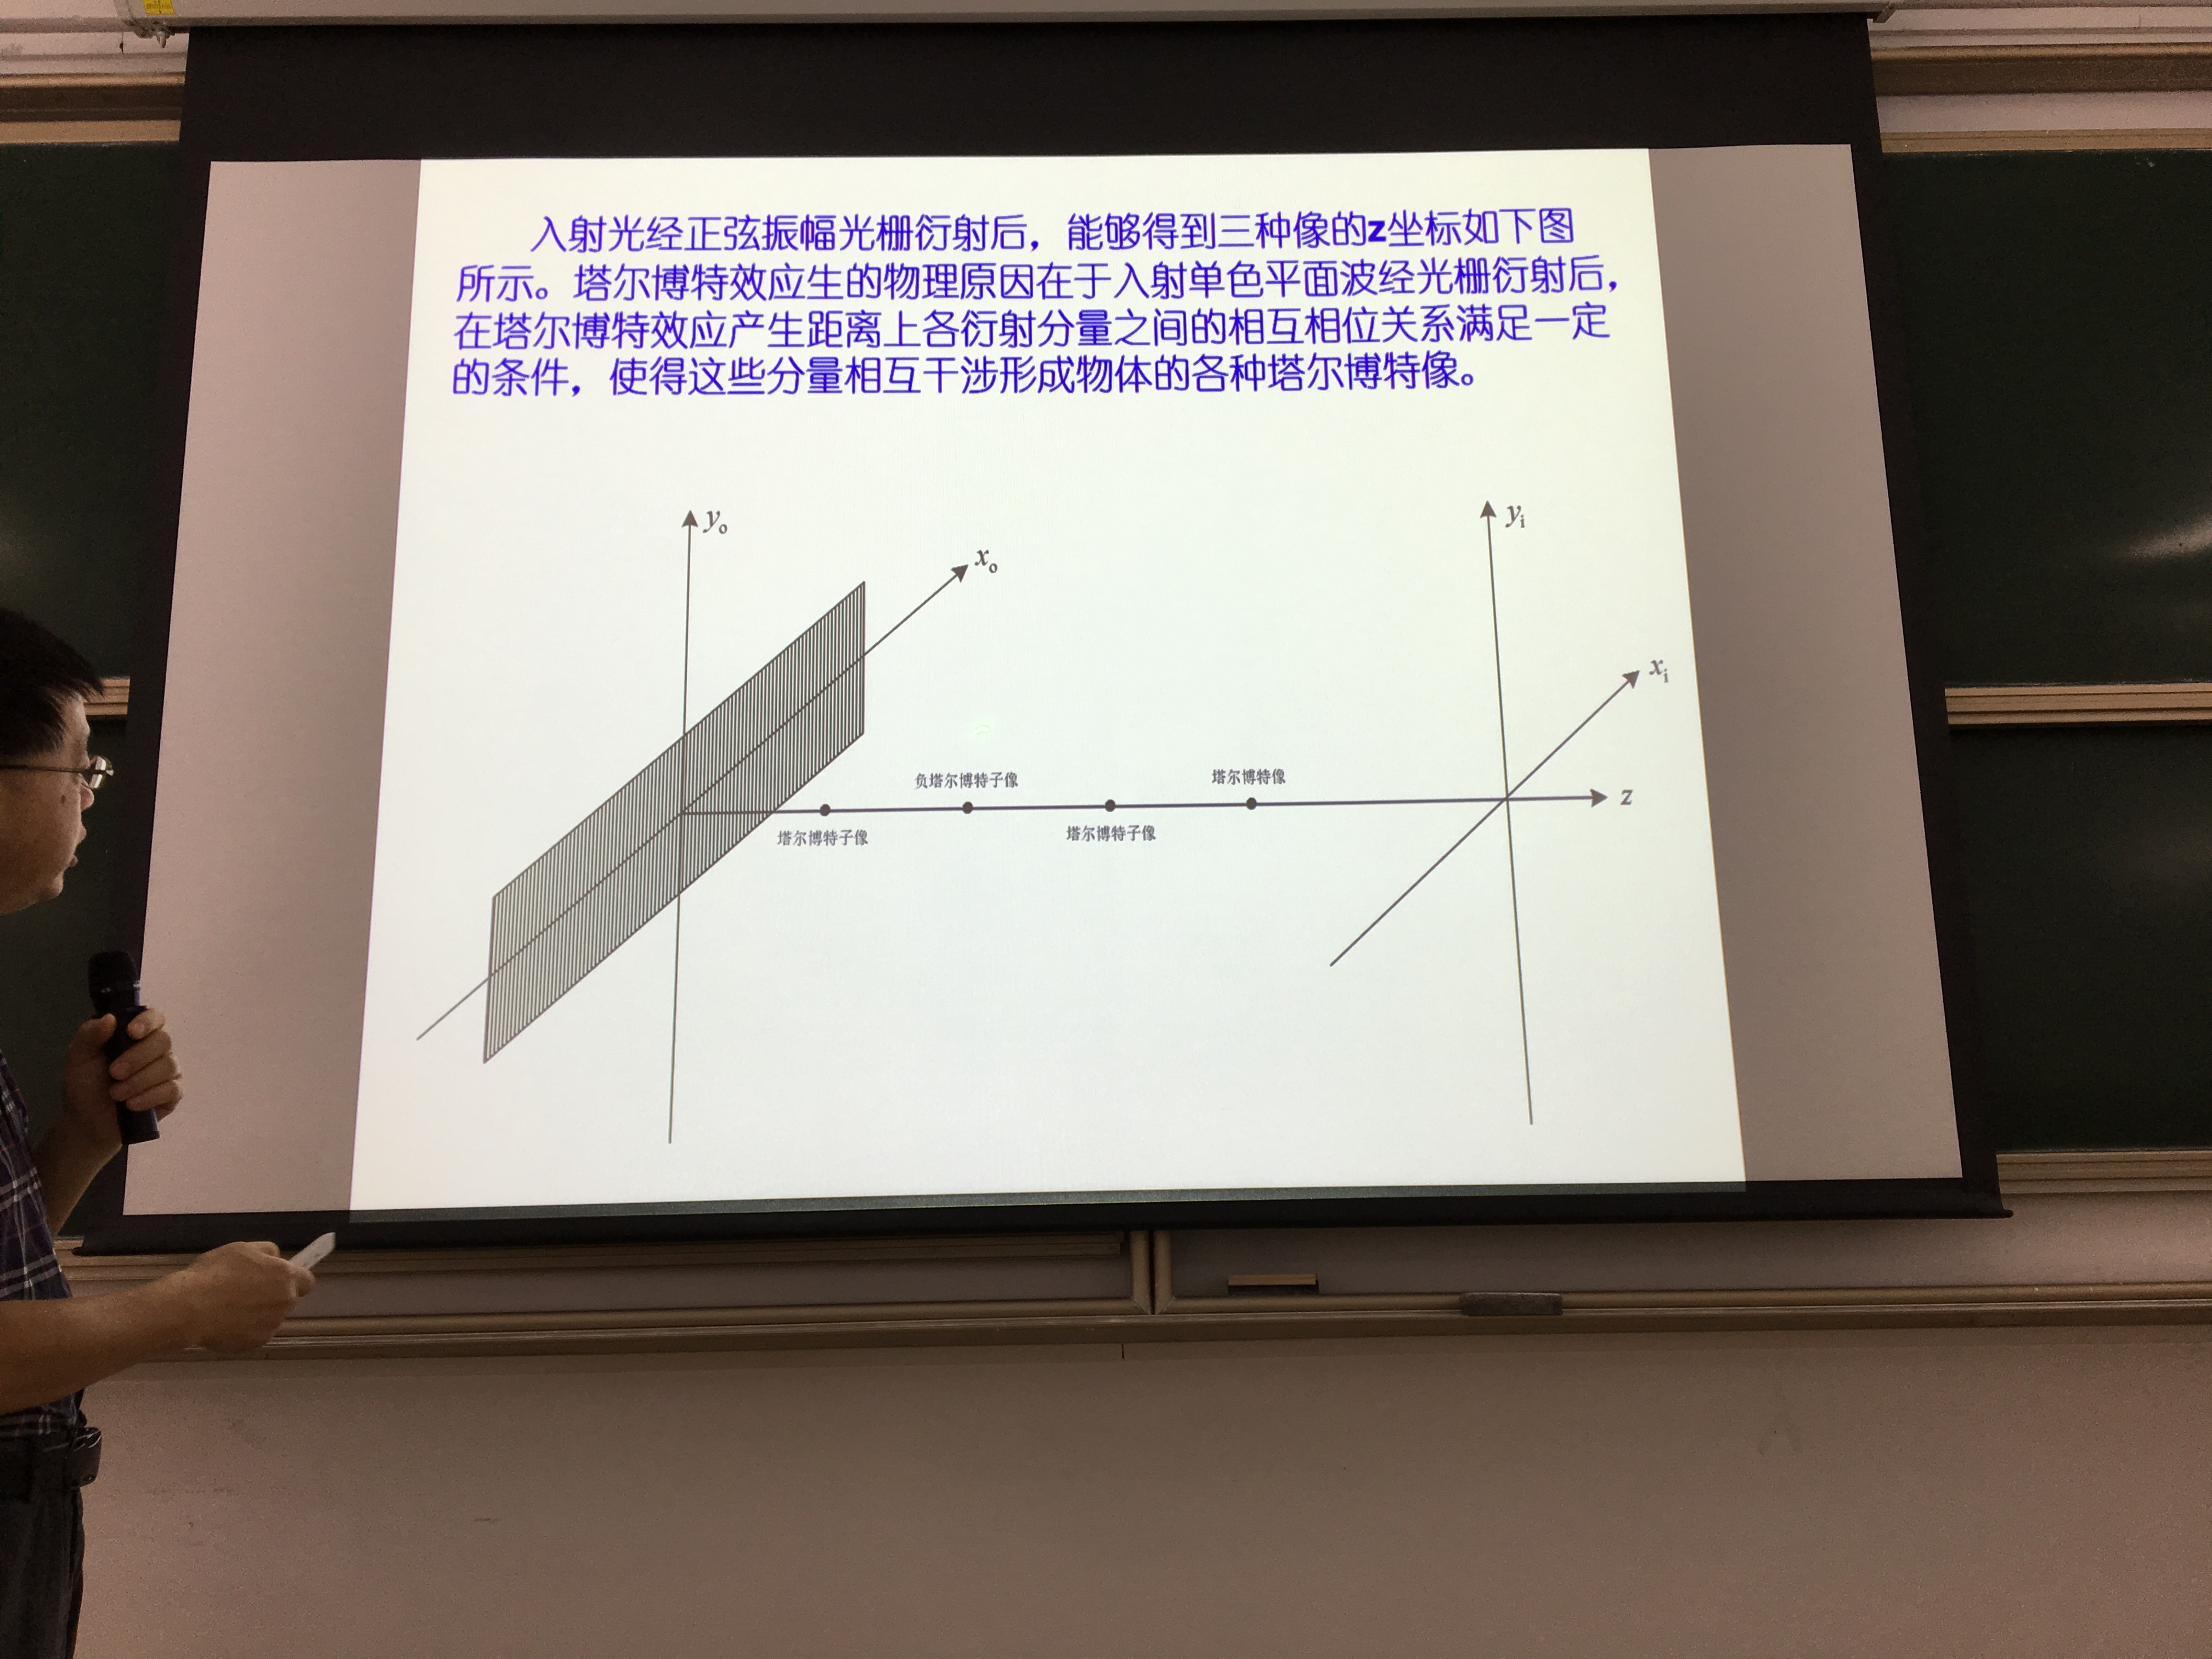 入射光经正弦振幅光栅衍射后，能够得到三种像的z坐标如下图
所示。塔尔博特效应生的物理原因在于入射单色平面波经光栅衍射后，
在塔尔博特效应产生距离上各衍射分量之间的相互相位关系满足一定
的条件，使得这些分量相互干涉形成物体的各种塔尔博特像。
yo
xo
yi
xi
负塔尔博特子像
塔尔博特像
z
塔尔博特子像
塔尔博特子像